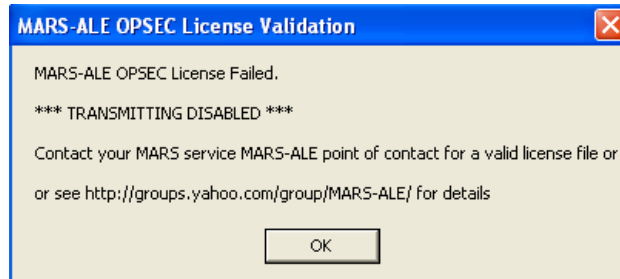 MARS-ALE OPSEC License Validation
MARS-ALE OPSEC License Failed.
*** TRANSMITTING DISABLED ***
Contact your MARS service MARS-ALE point of contact for a valid license file or
or see http://groups.yahoo.com/group/MARS-ALE/ for details
OK